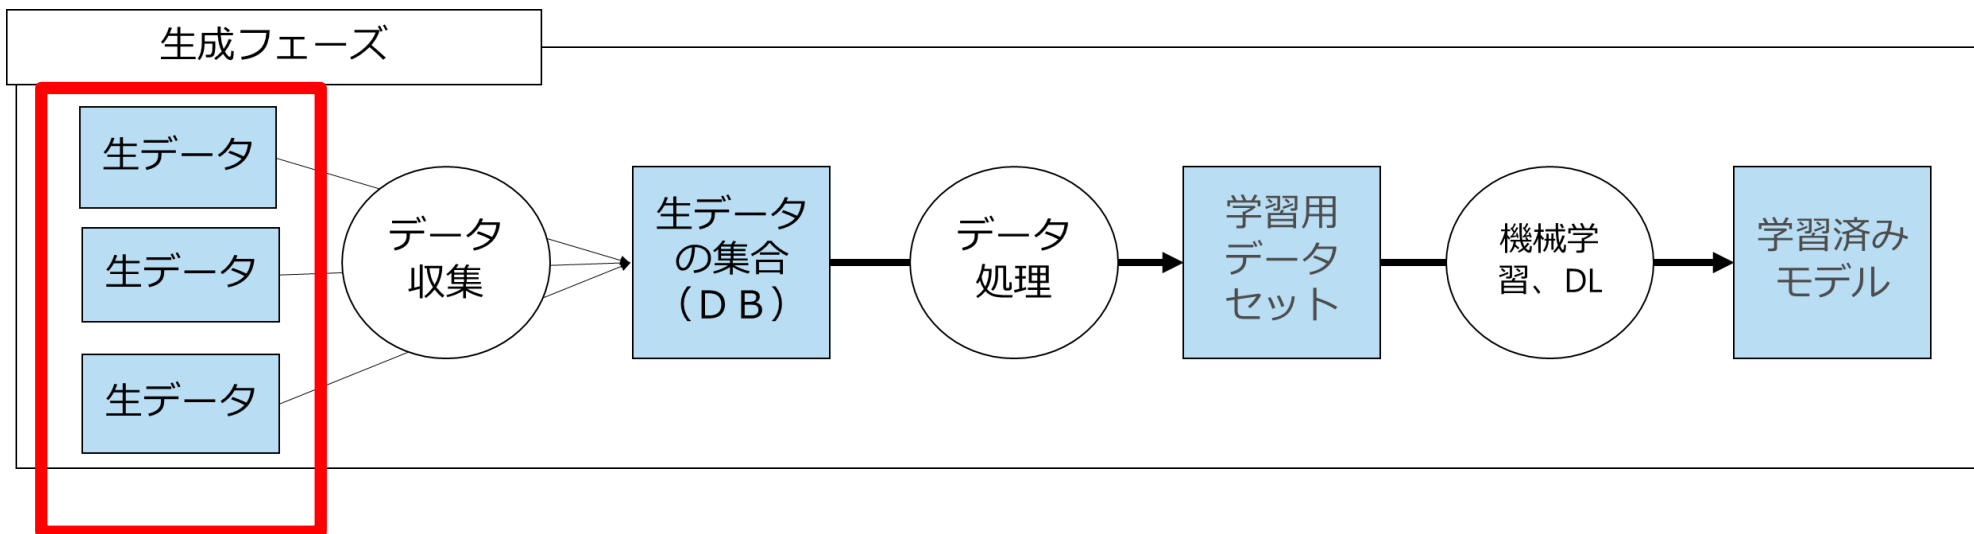 生成フェーズ
生データ
生データ
生データ
データ
収集
生データ
の集合
（ＤＢ）
データ
処理
学習用
データ
セット
機械学
習、DL
学習済み
モデル